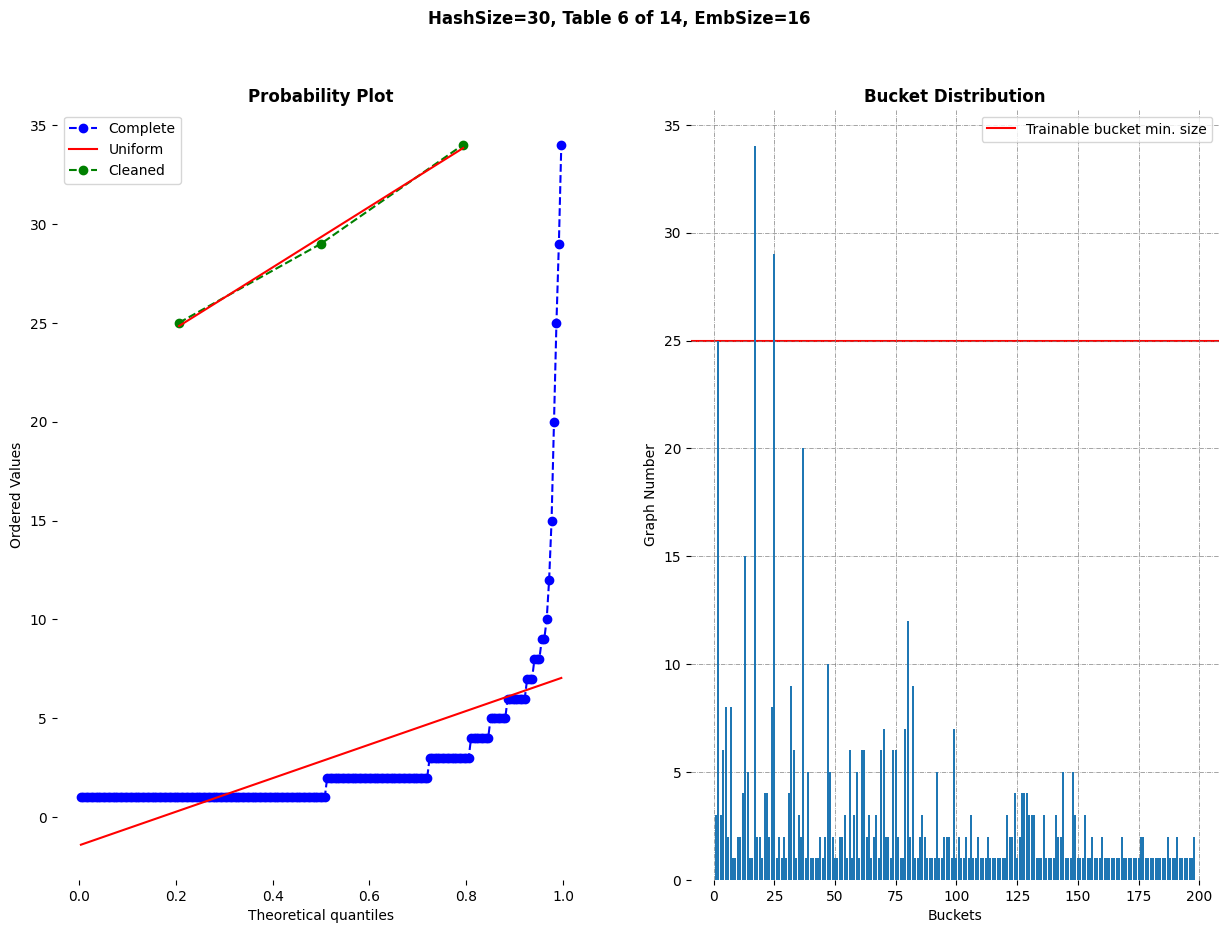 HashSize=30, Table 6 of 14, EmbSize=16
Probability Plot
Complete
Uniform
Cleaned
Ordered Values
35
30
25
20
15
10
5
0
0.0 0.2 0.4 0.6 0.8 1.0
Theoretical quantiles
Bucket Distribution
Trainable bucket min. size
Graph Number
35
30
25
20
15
10
5
0
0 25 50 75 100 125 150 175 200
Buckets